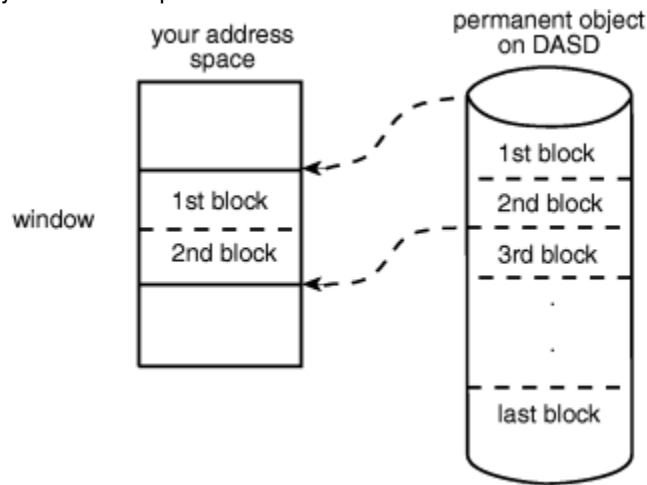 your address
space
permanent object
on DASD
window
1st block
2nd block
1st block
2nd block
3rd block
.
.
last block